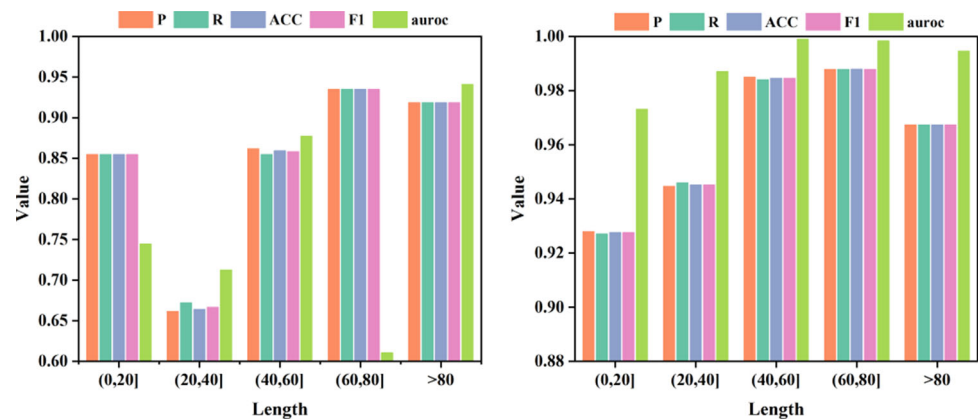 P R ACC F1 auroc
1.00
0.95
0.90
0.85
0.80
0.75
0.70
0.65
0.60
Value
(0,20] (20,40] (40,60] (60,80] >80
Length
P R ACC F1 auroc
1.00
0.98
0.96
0.94
0.92
0.90
0.88
Value
(0,20] (20,40] (40,60] (60,80] >80
Length